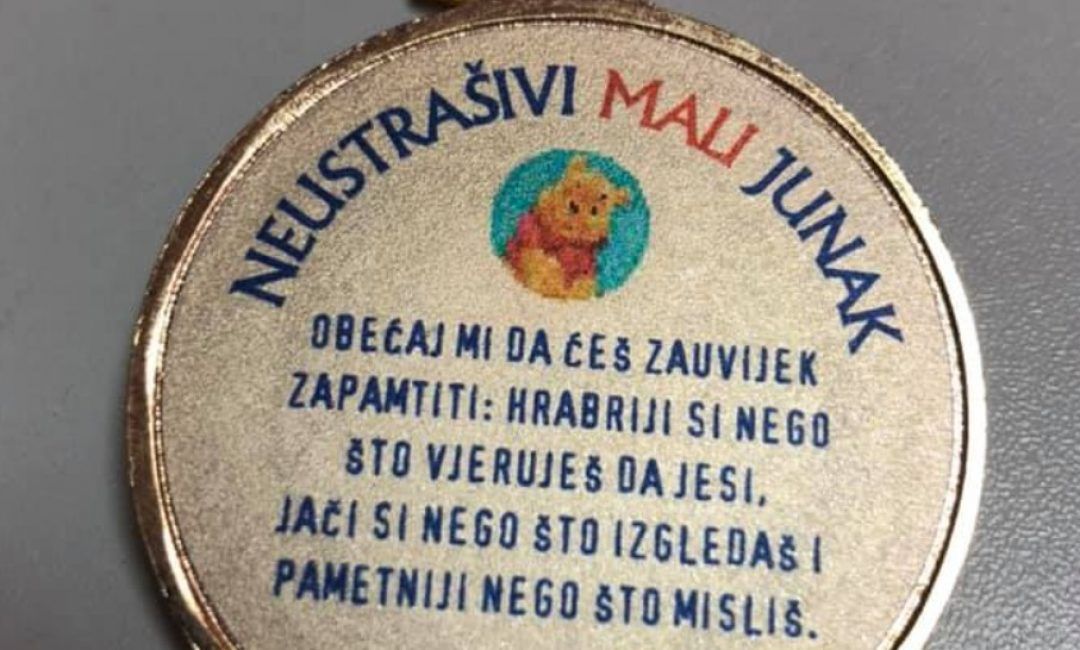 NEUSTRAŠIVI MALI JUNAK
OBEĆAJ MI DA ĆEŠ ZAUVIJEK
ZAPAMTITI: HRABRIJI SI NEGO
ŠTO VJERUJEŠ DA JESI,
JAČI SI NEGO ŠTO IZGLEDAŠ I
PAMETNIJI NEGO ŠTO MISLIŠ.